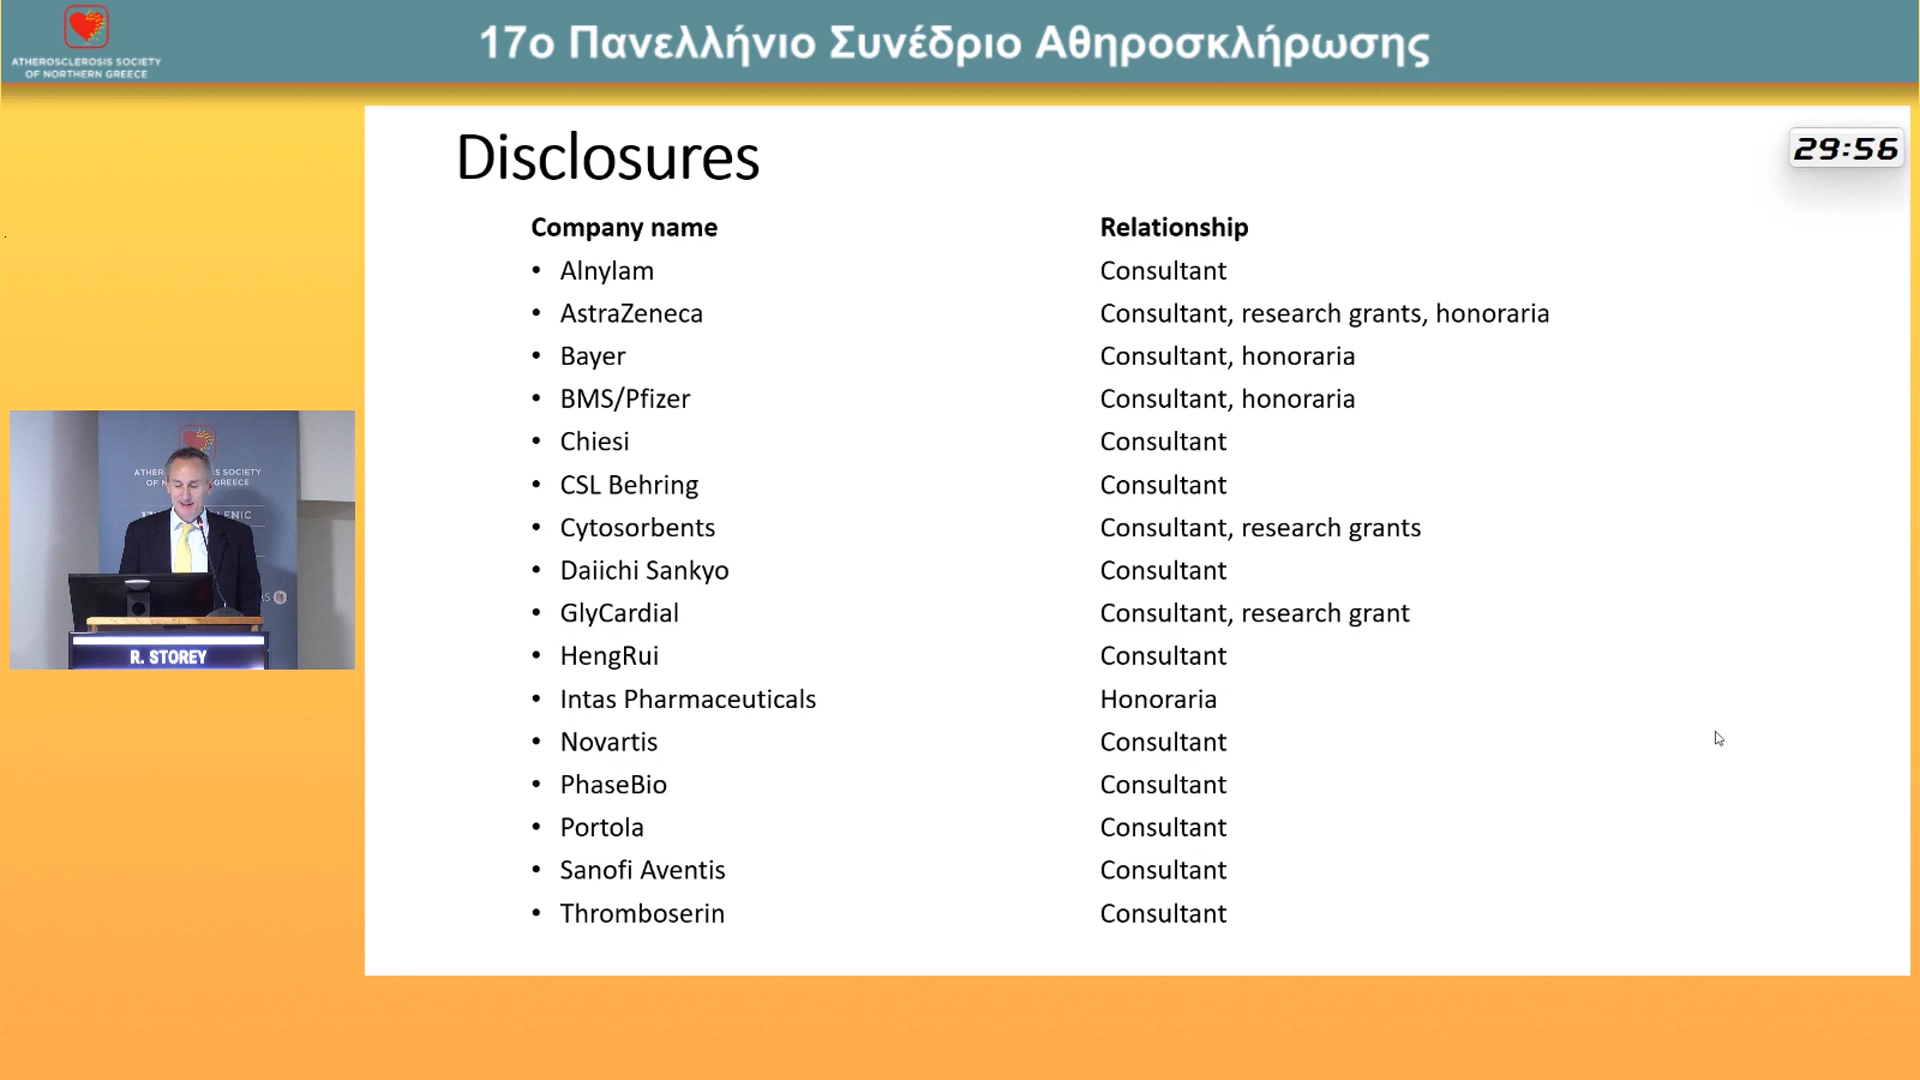 ATHEROSCLEROSIS SOCIETY
OF NORTHERN GREECE
17ο Πανελλήνιο Συνέδριο Αθηροσκλήρωσης
29:56
Disclosures
Company name Relationship
• Alnylam Consultant
• AstraZeneca Consultant, research grants, honoraria
• Bayer Consultant, honoraria
• BMS/Pfizer Consultant, honoraria
• Chiesi Consultant
• CSL Behring Consultant
• Cytosorbents Consultant, research grants
• Daiichi Sankyo Consultant
• GlyCardial Consultant, research grant
• HengRui Consultant
• Intas Pharmaceuticals Honoraria
• Novartis Consultant
• PhaseBio Consultant
• Portola Consultant
• Sanofi Aventis Consultant
• Thromboserin Consultant
SOCIETY
GREECE
R. STOREY